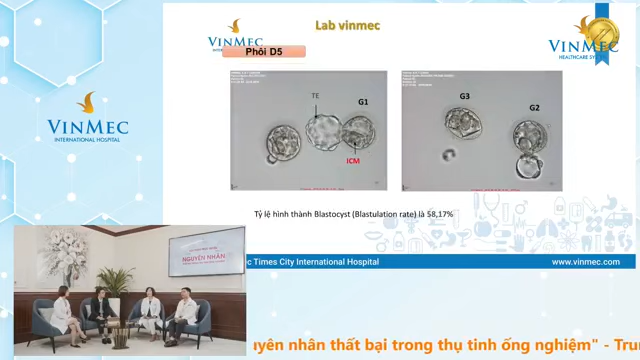 Lab vinmec
VINMEC
Phôi D5
VINMEC
HEALTHCARE SYSTEM
TE
G1
ICM
G3
G2
VINMEC
INTERNATIONAL HOSPITAL
Tỷ lệ hình thành Blastocyst (Blastulation rate) là 58,17%
NGUYÊN NHÂN
c Times City International Hospital
www.vinmec.com
uyên nhân thất bại trong thụ tinh ống nghiệm" - Tru